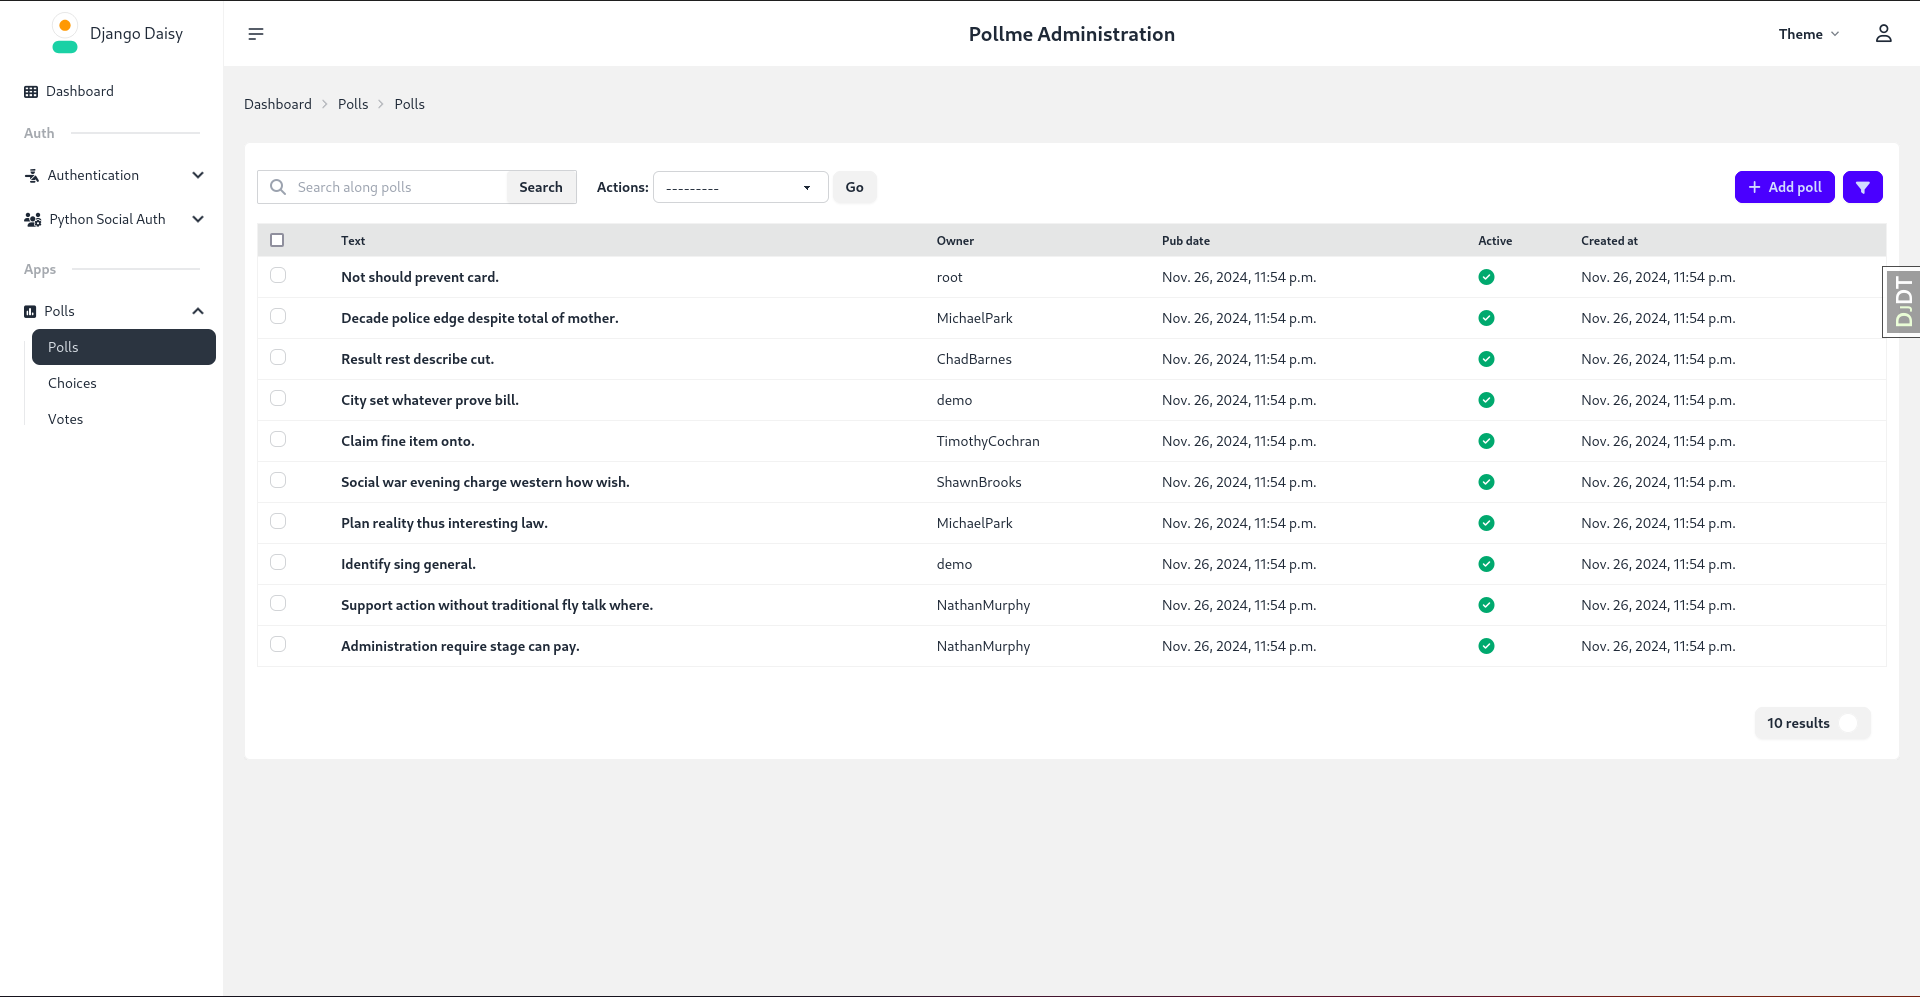 Django Daisy
Pollme Administration
Theme
Dashboard
Auth
Authentication
Python Social Auth
Apps
Polls
Polls
Choices
Votes
Dashboard > Polls > Polls
Search along polls Search Actions: --------- Go + Add poll
Text Owner Pub date Active Created at
Not should prevent card. root Nov. 26, 2024, 11:54 p.m. Nov. 26, 2024, 11:54 p.m.
Decade police edge despite total of mother. MichaelPark Nov. 26, 2024, 11:54 p.m. Nov. 26, 2024, 11:54 p.m.
Result rest describe cut. ChadBarnes Nov. 26, 2024, 11:54 p.m. Nov. 26, 2024, 11:54 p.m.
City set whatever prove bill. demo Nov. 26, 2024, 11:54 p.m. Nov. 26, 2024, 11:54 p.m.
Claim fine item onto. TimothyCochran Nov. 26, 2024, 11:54 p.m. Nov. 26, 2024, 11:54 p.m.
Social war evening charge western how wish. ShawnBrooks Nov. 26, 2024, 11:54 p.m. Nov. 26, 2024, 11:54 p.m.
Plan reality thus interesting law. MichaelPark Nov. 26, 2024, 11:54 p.m. Nov. 26, 2024, 11:54 p.m.
Identify sing general. demo Nov. 26, 2024, 11:54 p.m. Nov. 26, 2024, 11:54 p.m.
Support action without traditional fly talk where. NathanMurphy Nov. 26, 2024, 11:54 p.m. Nov. 26, 2024, 11:54 p.m.
Administration require stage can pay. NathanMurphy Nov. 26, 2024, 11:54 p.m. Nov. 26, 2024, 11:54 p.m.
10 results
DJDT